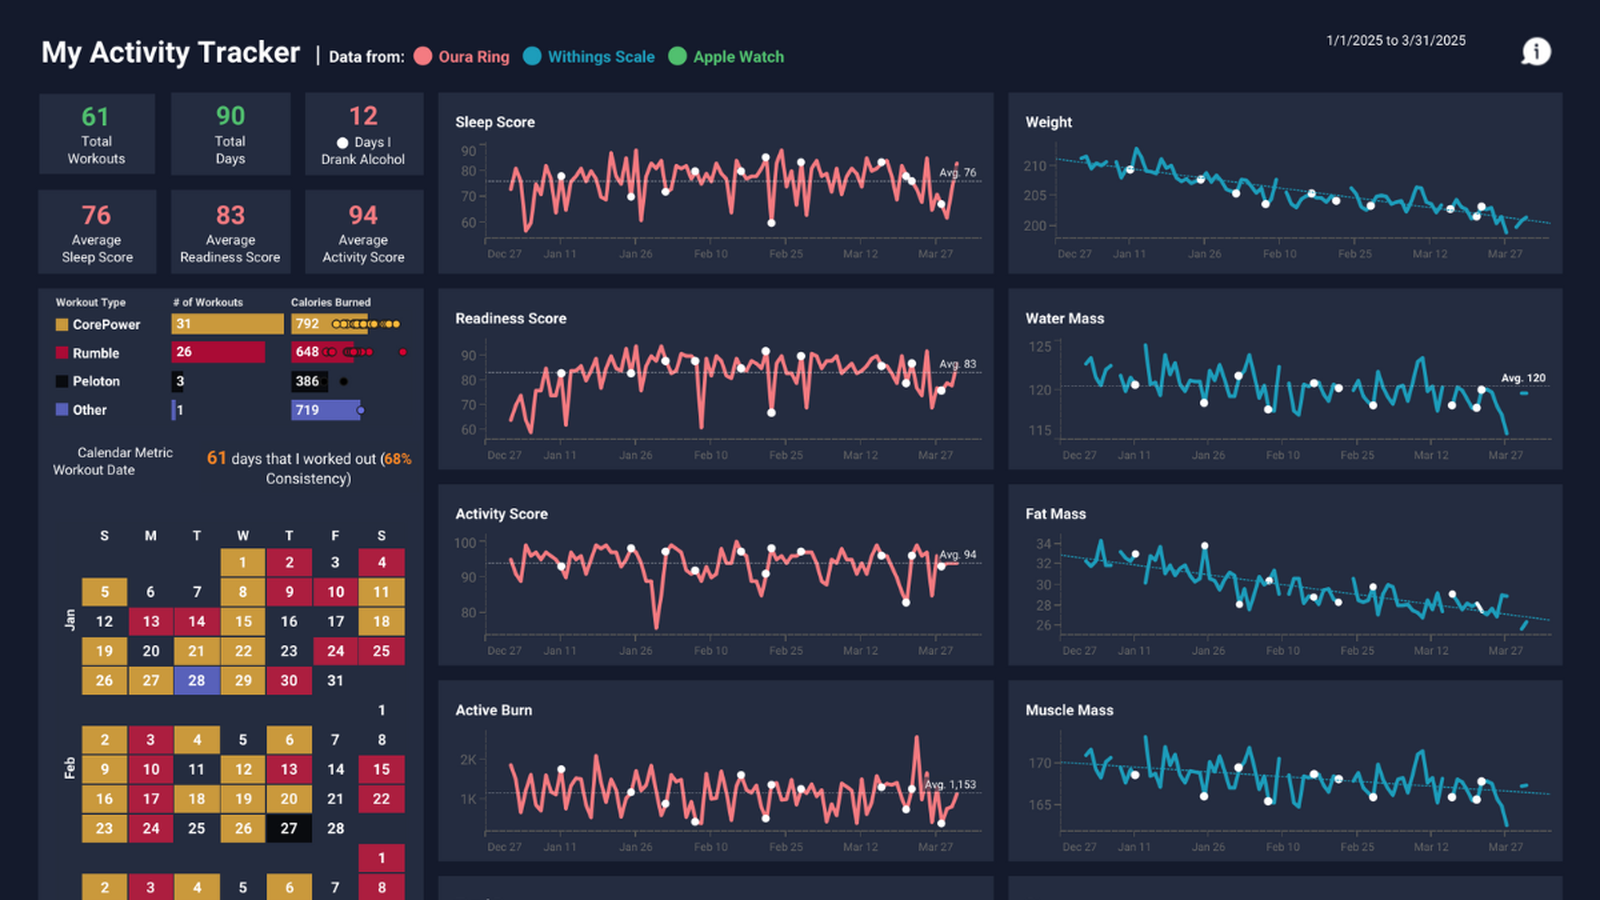 My Activity Tracker | Data from: Oura Ring Withings Scale Apple Watch
1/1/2025 to 3/31/2025
i
61
Total
Workouts
90
Total
Days
12
Days I
Drank Alcohol
76
Average
Sleep Score
83
Average
Readiness Score
94
Average
Activity Score
Workout Type # of Workouts Calories Burned
CorePower 31 792
Rumble 26 648
Peloton 3 386
Other 1 719
Calendar Metric
Workout Date
61 days that I worked out (68%
Consistency)
S M T W T F S
Jan
1 2 3 4
5 6 7 8 9 10 11
12 13 14 15 16 17 18
19 20 21 22 23 24 25
26 27 28 29 30 31
Feb
1
2 3 4 5 6 7 8
9 10 11 12 13 14 15
16 17 18 19 20 21 22
23 24 25 26 27 28
1
2 3 4 5 6 7 8
Sleep Score
90
80
70
60
Avg. 76
Dec 27 Jan 11 Jan 26 Feb 10 Feb 25 Mar 12 Mar 27
Readiness Score
90
80
70
60
Avg. 83
Dec 27 Jan 11 Jan 26 Feb 10 Feb 25 Mar 12 Mar 27
Activity Score
100
90
80
Avg. 94
Dec 27 Jan 11 Jan 26 Feb 10 Feb 25 Mar 12 Mar 27
Active Burn
2K
1K
Avg. 1,153
Dec 27 Jan 11 Jan 26 Feb 10 Feb 25 Mar 12 Mar 27
Weight
210
205
200
Dec 27 Jan 11 Jan 26 Feb 10 Feb 25 Mar 12 Mar 27
Water Mass
125
120
115
Avg. 120
Dec 27 Jan 11 Jan 26 Feb 10 Feb 25 Mar 12 Mar 27
Fat Mass
34
32
30
28
26
Dec 27 Jan 11 Jan 26 Feb 10 Feb 25 Mar 12 Mar 27
Muscle Mass
170
165
Dec 27 Jan 11 Jan 26 Feb 10 Feb 25 Mar 12 Mar 27